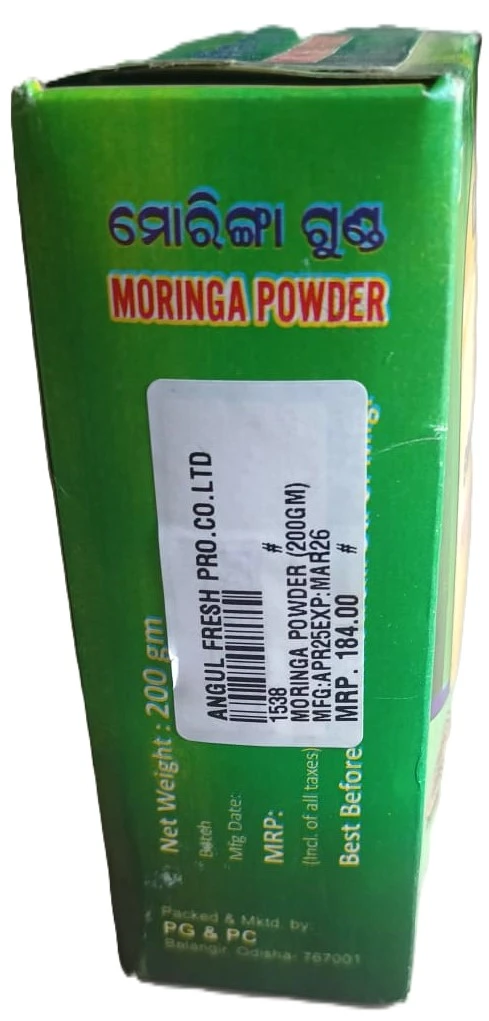 ମୋରିଙ୍ଗା ଗୁଣ୍ଡ
MORINGA POWDER
ANGUL FRESH PRO.CO.LTD
#
1538
MORINGA POWDER (200GM)
MFG:APR25EXP:MAR26
MRP. 184.00 #
Net Weight : 200 gm
Batch
Mfg Date:
MRP:
(Incl. of all taxes)
Best Before
Packed & Mktd. by:
PG & PC
Balangir, Odisha- 767001